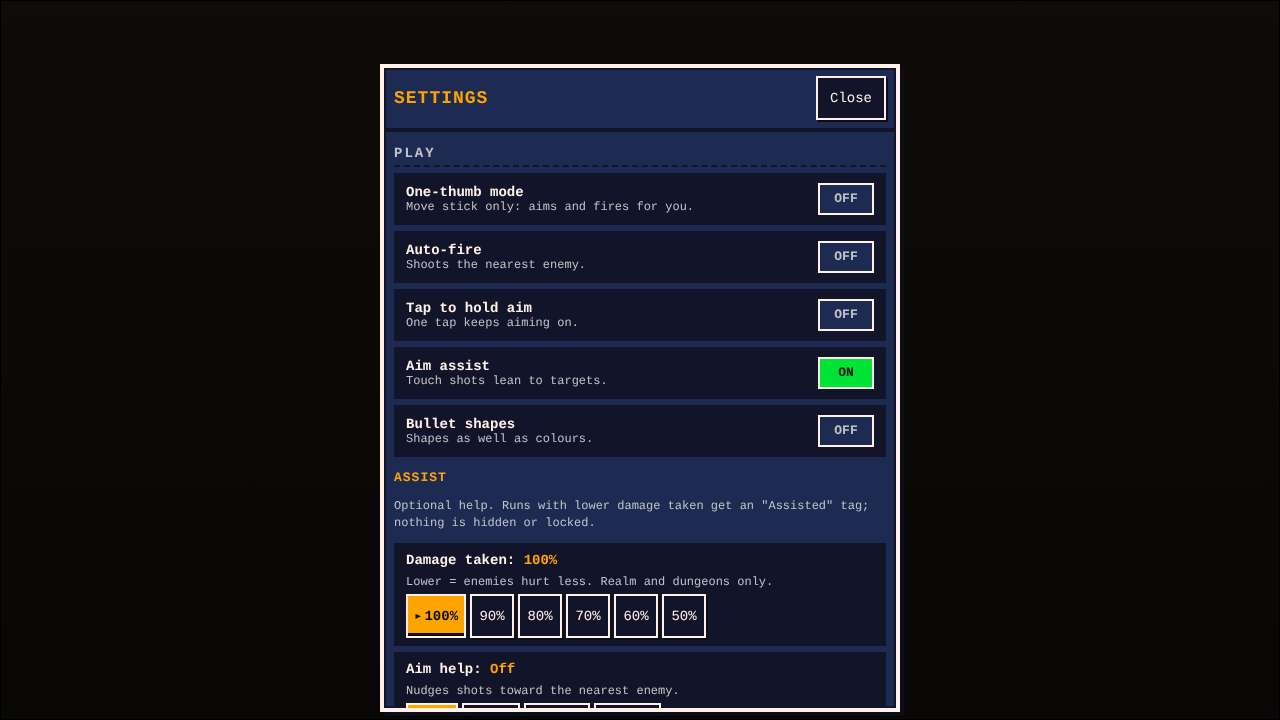 SETTINGS
Close
PLAY
One-thumb mode
Move stick only: aims and fires for you.
OFF
Auto-fire
Shoots the nearest enemy.
OFF
Tap to hold aim
One tap keeps aiming on.
OFF
Aim assist
Touch shots lean to targets.
ON
Bullet shapes
Shapes as well as colours.
OFF
ASSIST
Optional help. Runs with lower damage taken get an "Assisted" tag;
nothing is hidden or locked.
Damage taken: 100%
Lower = enemies hurt less. Realm and dungeons only.
▸100% 90% 80% 70% 60% 50%
Aim help: Off
Nudges shots toward the nearest enemy.